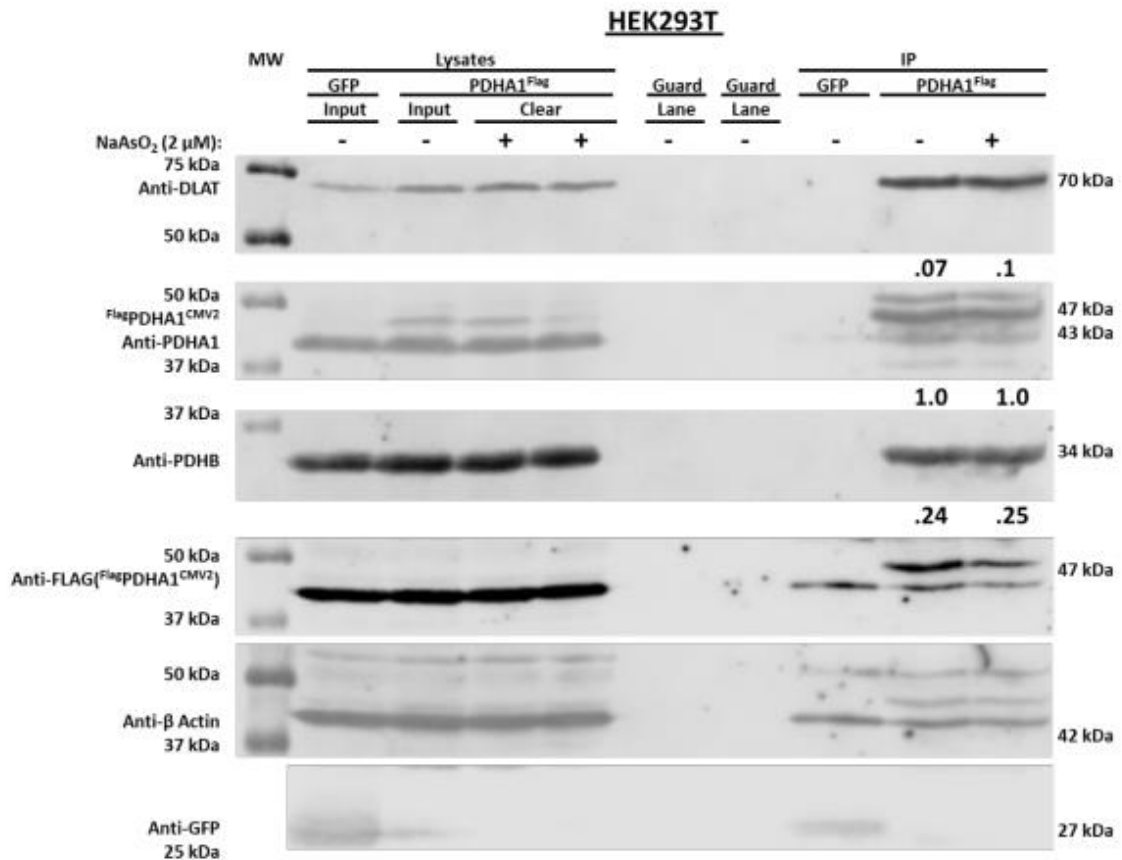 HEK293T
MW Lysates IP
GFP PDHA1Flag Guard Guard GFP PDHA1Flag
Input Input Clear Lane Lane
NaAsO₂ (2 µM): - - + + - - - - +
75 kDa
Anti-DLAT 70 kDa
50 kDa
.07 .1
50 kDa
FlagPDHA1CMV2 47 kDa
Anti-PDHA1 43 kDa
37 kDa
1.0 1.0
37 kDa
Anti-PDHB 34 kDa
.24 .25
50 kDa
Anti-FLAG(FlagPDHA1CMV2) 47 kDa
37 kDa
50 kDa
Anti-β Actin
37 kDa 42 kDa
Anti-GFP 27 kDa
25 kDa